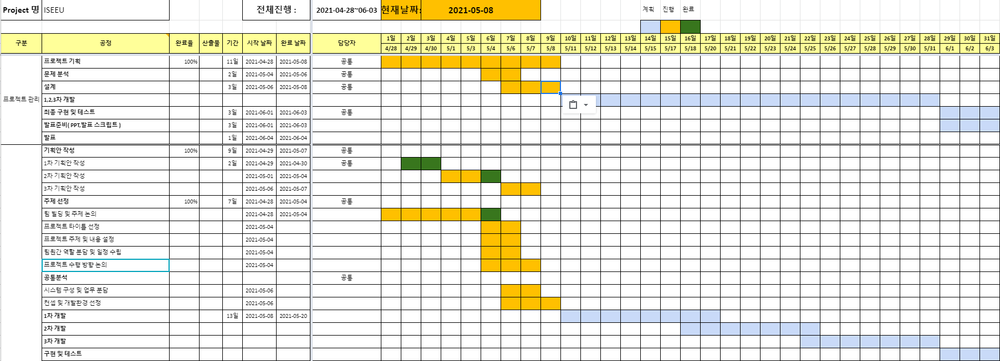 Project 명 ISEEU 전체진행 : 2021-04-28~06-03 현재날짜: 2021-05-08 계획 진행 완료
구분 공정 완료율 산출물 기간 시작 날짜 완료 날짜 담당자 1일 2일 3일 4일 5일 6일 7일 8일 9일 10일 11일 12일 13일 14일 15일 16일 17일 18일 19일 20일 21일 22일 23일 24일 25일 26일 27일 28일 29일 30일 31일
4/28 4/29 4/30 5/1 5/3 5/4 5/6 5/7 5/8 5/11 5/12 5/13 5/14 5/15 5/17 5/18 5/20 5/21 5/22 5/23 5/24 5/25 5/26 5/27 5/28 5/29 5/30 5/31 6/1 6/2 6/3
프로젝트 관리
프로젝트 기획 100% 11일 2021-04-28 2021-05-08 공통
문제 분석 2일 2021-05-04 2021-05-06 공통
설계 3일 2021-05-06 2021-05-08 공통
1,2,3차 개발
최종 구현 및 테스트 3일 2021-06-01 2021-06-03 공통
발표준비( PPT,발표 스크립트 ) 3일 2021-06-01 2021-06-03
발표 1일 2021-06-04 2021-06-04
기획안 작성 100% 9일 2021-04-29 2021-05-07 공통
1차 기획안 작성 2일 2021-04-29 2021-04-30 공통
2차 기획안 작성 2021-05-01 2021-05-04
3차 기획안 작성 2021-05-06 2021-05-07
주제 선정 100% 7일 2021-04-28 2021-05-04 공통
팀 빌딩 및 주제 논의 2021-04-28 2021-05-04
프로젝트 타이틀 선정 2021-05-04
프로젝트 주제 및 내용 설정 2021-05-04
팀원간 역할 분담 및 일정 수립 2021-05-04
프로젝트 수행 방향 논의 2021-05-04
공통분석 공통
시스템 구성 및 업무 분담 2021-05-06
컨셉 및 개발환경 선정 2021-05-06
1차 개발 13일 2021-05-08 2021-05-20
2차 개발
3차 개발
구현 및 테스트